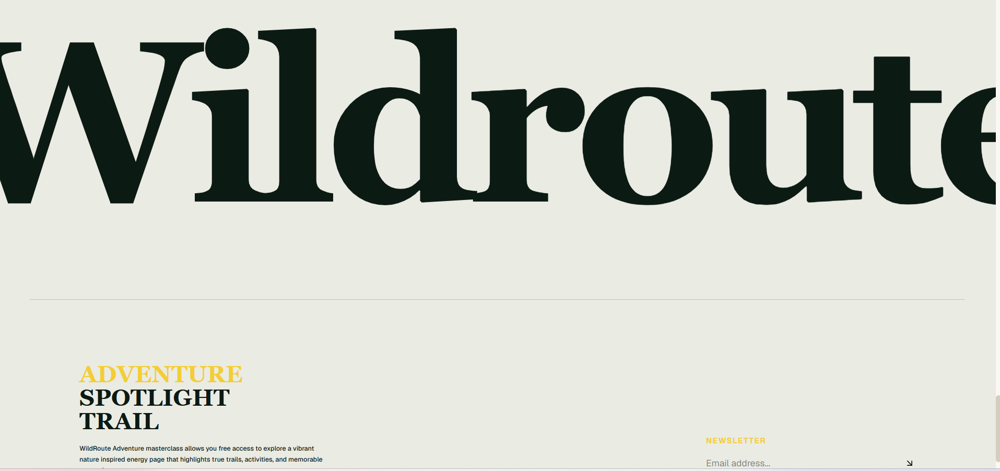 Wildroute
ADVENTURE
SPOTLIGHT
TRAIL
WildRoute Adventure masterclass allows you free access to explore a vibrant
nature inspired energy page that highlights true trails, activities, and memorable
NEWSLETTER
Email address...